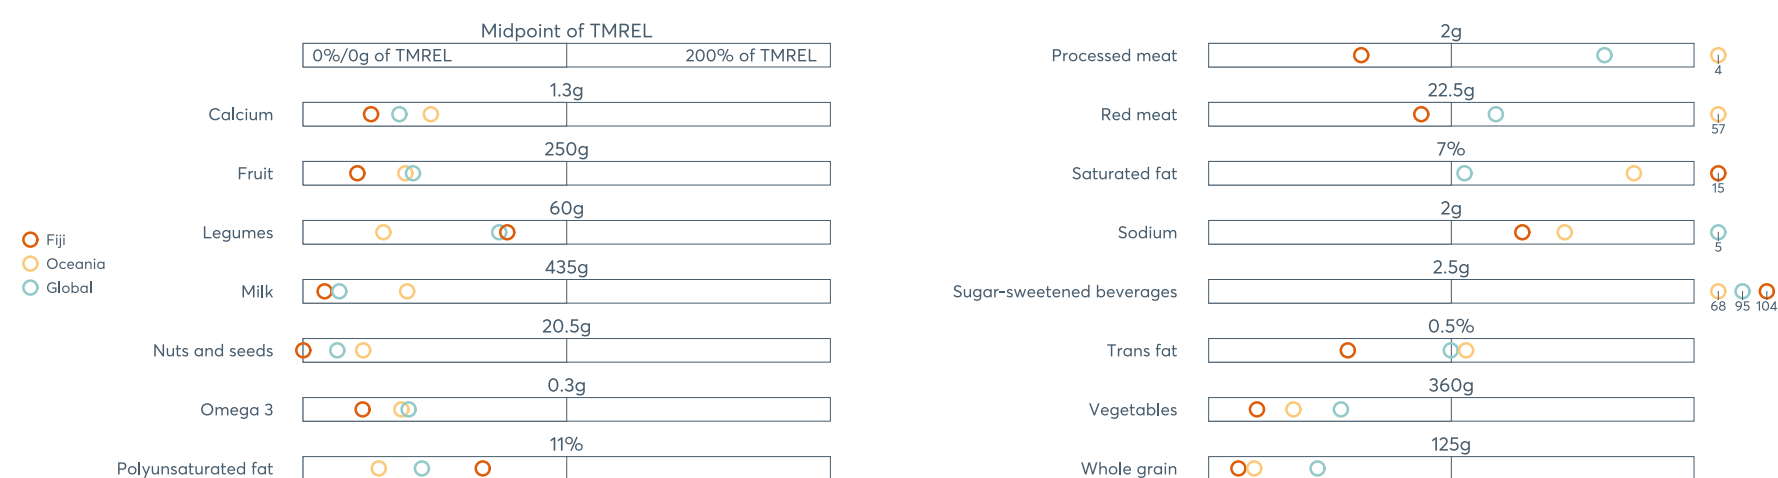 Midpoint of TMREL
0%/0g of TMREL 200% of TMREL
1.3g
Calcium
250g
Fruit
60g
Legumes
435g
Milk
20.5g
Nuts and seeds
0.3g
Omega 3
11%
Polyunsaturated fat
Fiji
Oceania
Global
2g
Processed meat
4
22.5g
Red meat
57
7%
Saturated fat
15
2g
Sodium
5
2.5g
Sugar-sweetened beverages
68 95 104
0.5%
Trans fat
360g
Vegetables
125g
Whole grain